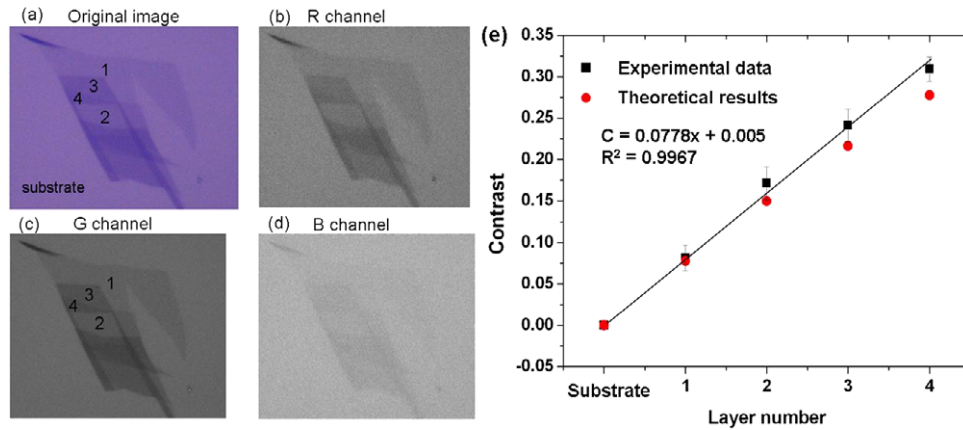 (a) Original image
1
3
4
2
substrate
(b) R channel
(c) G channel
1
3
4
2
(d) B channel
(e)
0.35
0.30
0.25
0.20
0.15
0.10
0.05
0.00
-0.05
Contrast
Experimental data
Theoretical results
C = 0.0778x + 0.005
R² = 0.9967
Substrate 1 2 3 4
Layer number